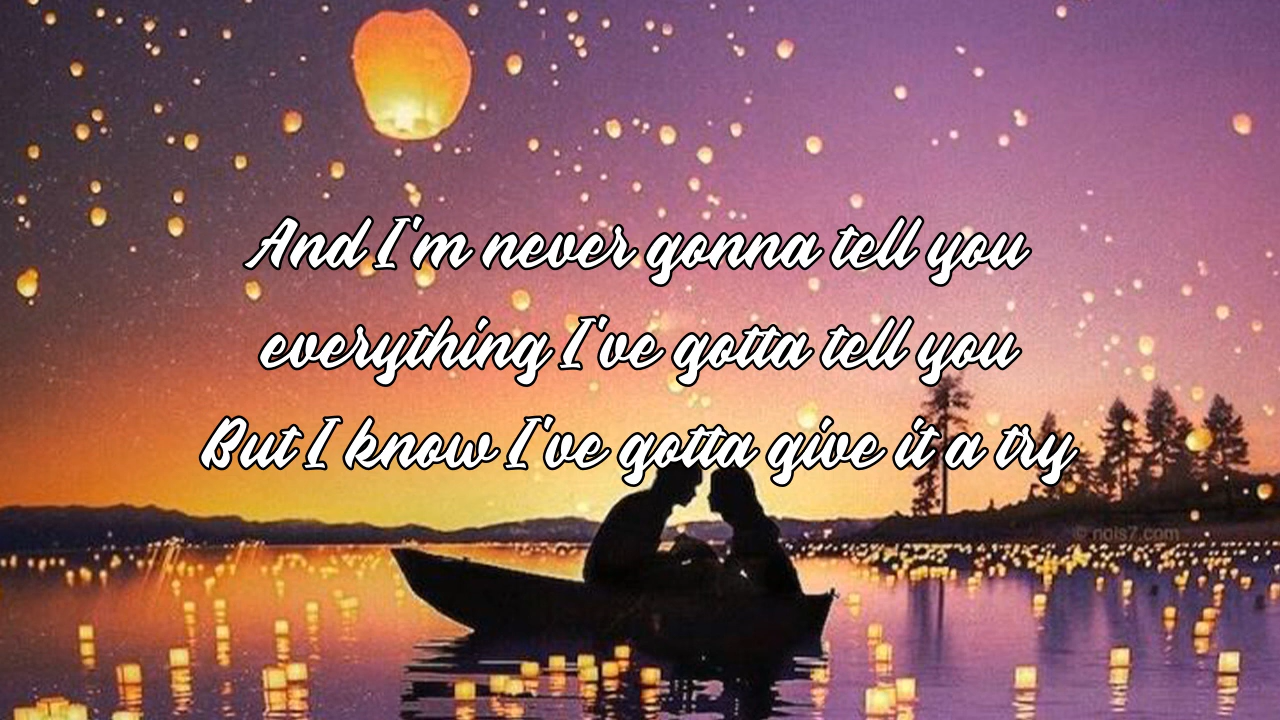 And I'm never gonna tell you
everything I've gotta tell you
But I know I've gotta give it a try
© nois7.com